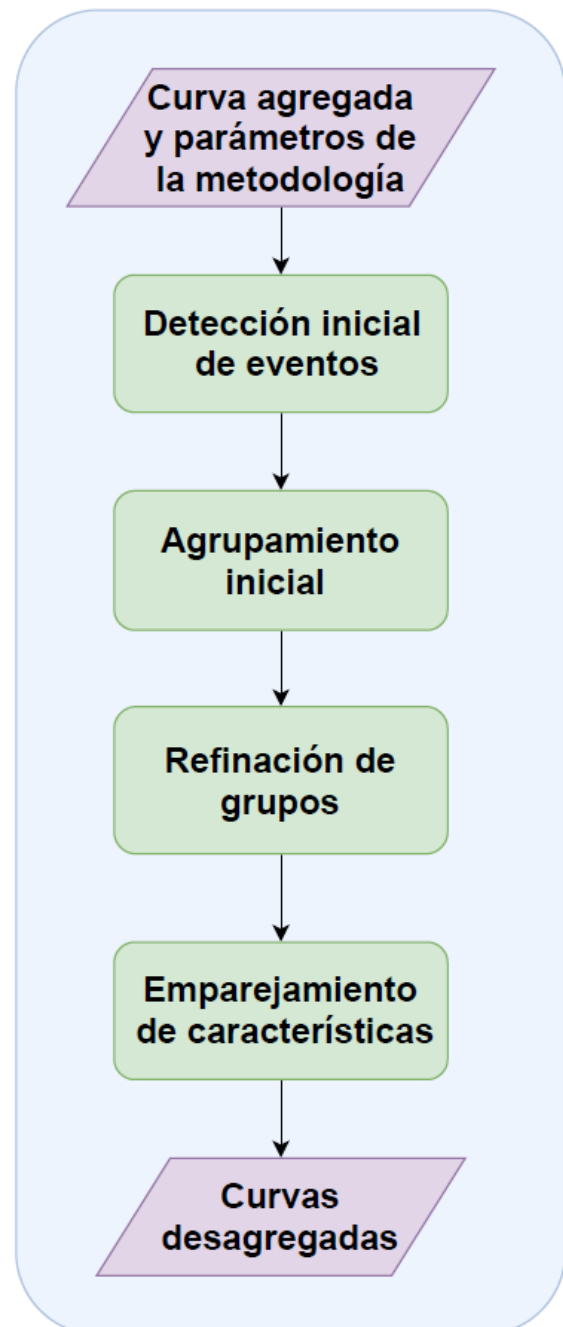 Curva agregada
y parámetros de
la metodología
Detección inicial
de eventos
Agrupamiento
inicial
Refinación de
grupos
Emparejamiento
de característícas
Curvas
desagregadas